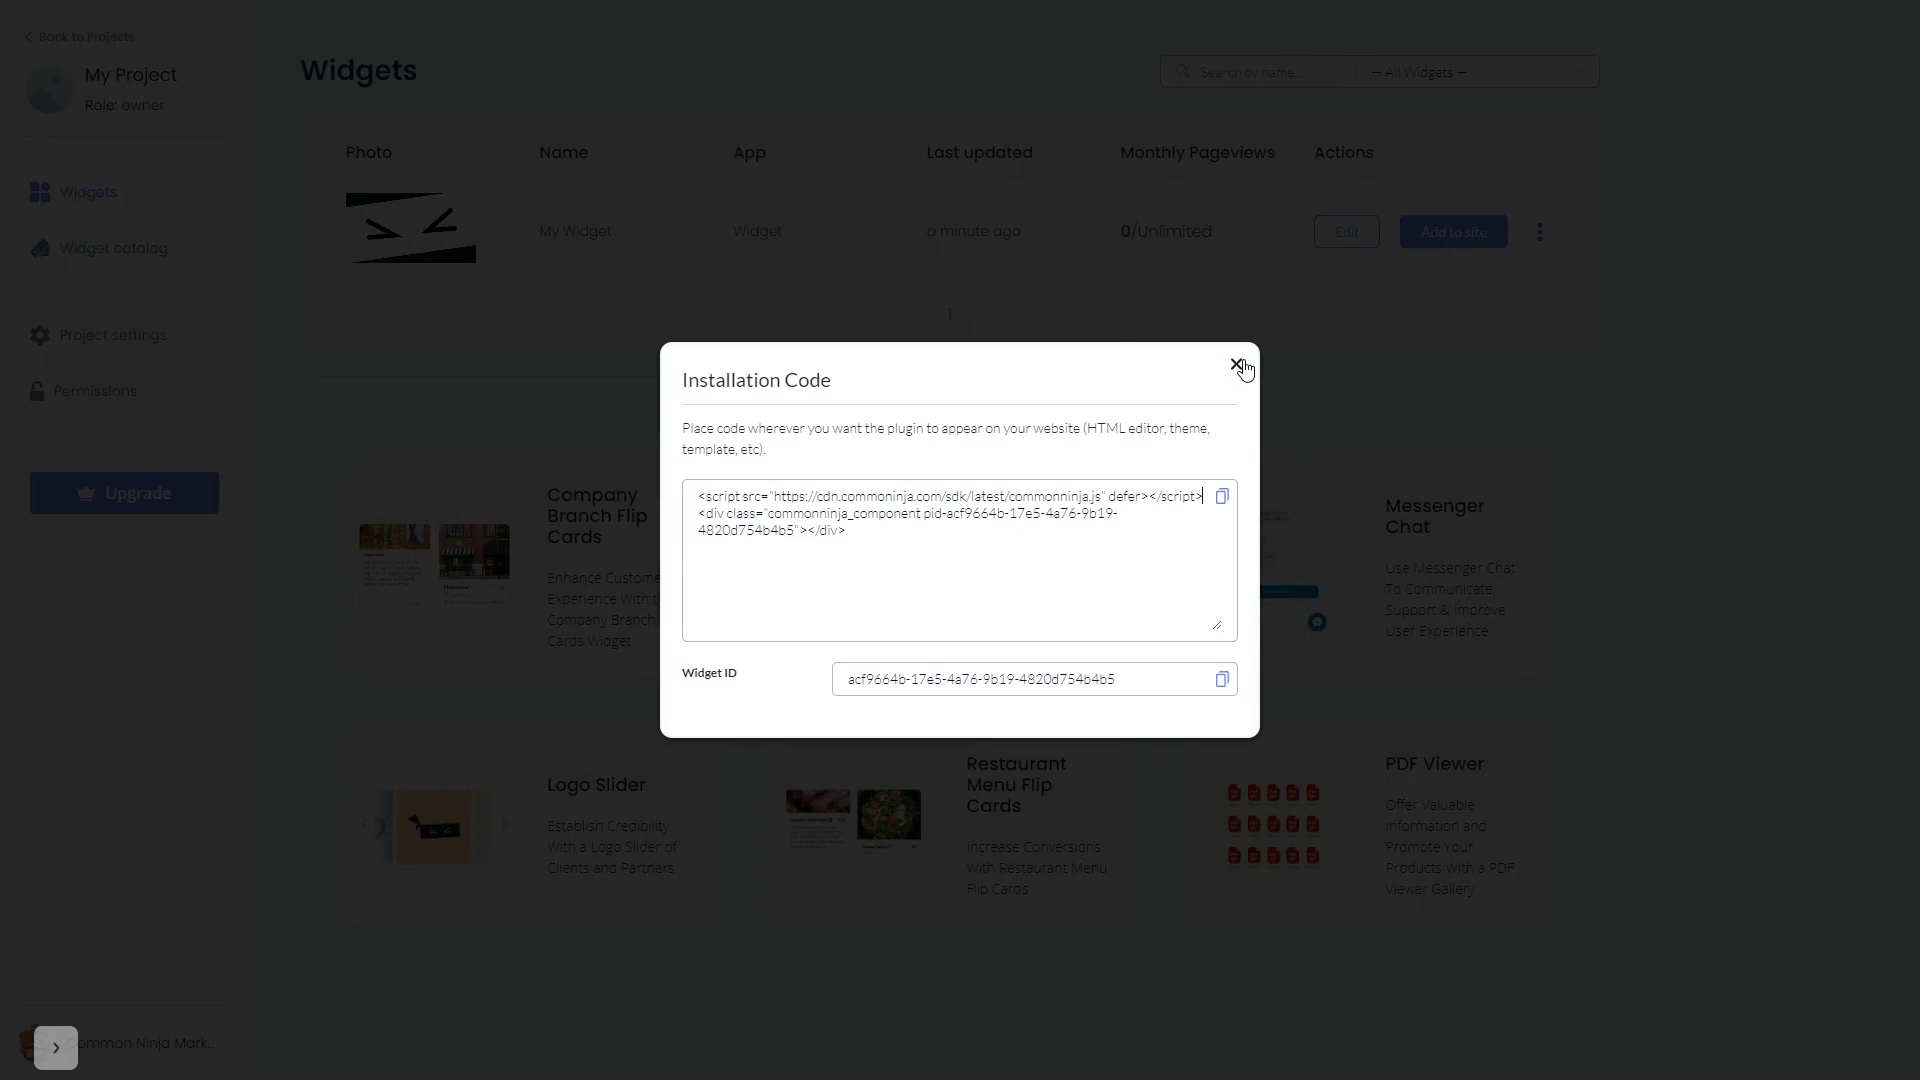 Back to Projects
My Project
Role: owner
Widgets
Widget catalog
Project settings
Permissions
Upgrade
Widgets
Search by name...
— All Widgets —
Photo
Name
App
Last updated
Monthly Pageviews
Actions
My Widget
Widget
a minute ago
0/Unlimited
Edit
Add to site
1
Installation Code
Place code wherever you want the plugin to appear on your website (HTML editor, theme,
template, etc).
<script src="https://cdn.commoninja.com/sdk/latest/commonninja.js" defer></script>
<div class="commonninja_component pid-acf9664b-17e5-4a76-9b19-
4820d754b4b5"></div>
Widget ID
acf9664b-17e5-4a76-9b19-4820d754b4b5
Company
Branch Flip
Cards
Enhance Custome
Experience With t
Company Branch
Cards Widget
Messenger
Chat
Use Messenger Chat
To Communicate,
Support & Improve
User Experience
Logo Slider
Establish Credibility
With a Logo Slider of
Clients and Partners
Restaurant
Menu Flip
Cards
Increase Conversions
With Restaurant Menu
Flip Cards
PDF Viewer
Offer Valuable
Information and
Promote Your
Products With a PDF
Viewer Gallery
ommon Ninja Mark...